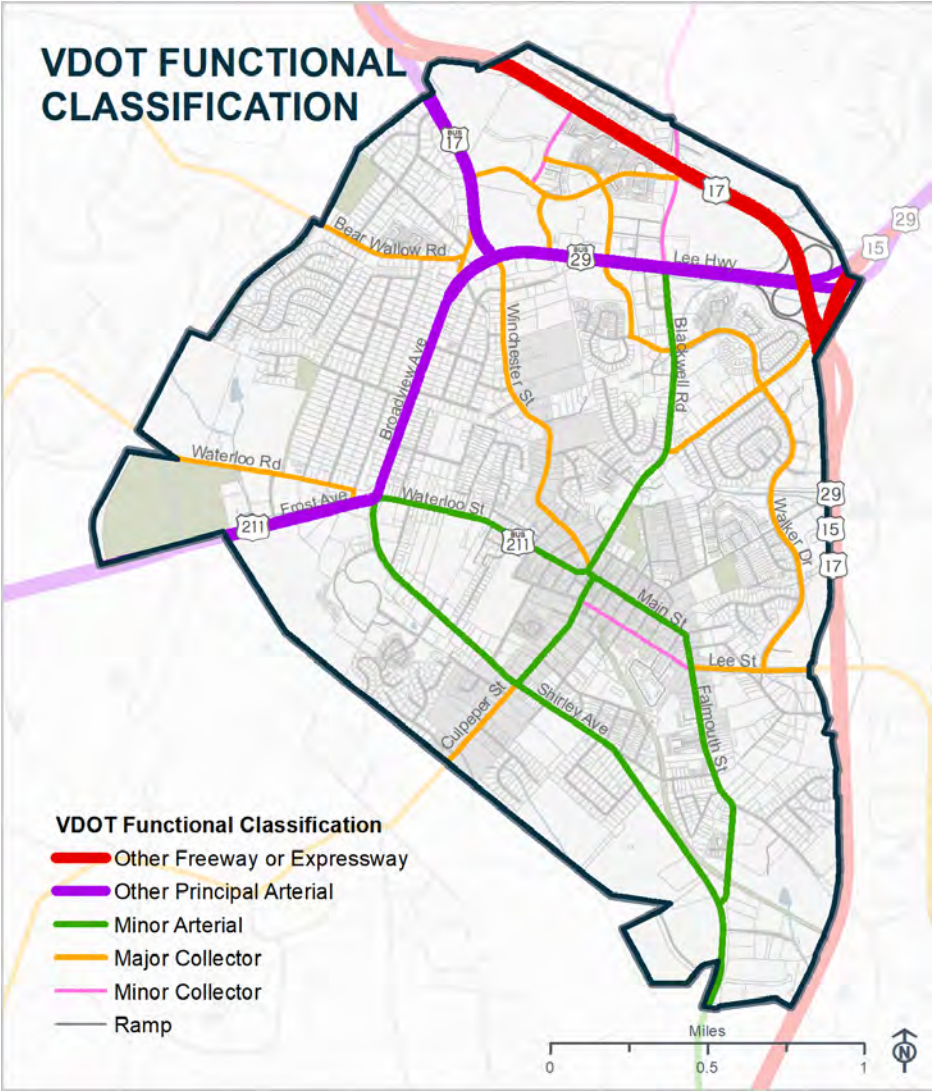 VDOT FUNCTIONAL
CLASSIFICATION
BUS
17
17
29
15
BUS
29
Lee Hwy
Bear Wallow Rd
Winchester St
Blackwell Rd
Broadview Ave
Waterloo Rd
Frost Ave
Waterloo St
211
BUS
211
29
15
17
Walker Dr
Main St
Lee St
Culpeper St
Shirley Ave
Falmouth St
VDOT Functional Classification
Other Freeway or Expressway
Other Principal Arterial
Minor Arterial
Major Collector
Minor Collector
Ramp
Miles
0 0.5 1
N